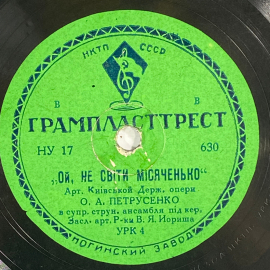 НКТП СССР
В В
ГРАМПЛАСТТРЕСТ
НУ 17 630
„Ой, НЕ СВІТИ МІСЯЧЕНЬКО"
Арт. Київської Держ. опери
О. А. ПЕТРУСЕНКО
в супр. струн. ансамбля під кер.
Засл. арт. Р-ки В. Я. Йориша
УРК 4
НОГИНСКИЙ ЗАВОД